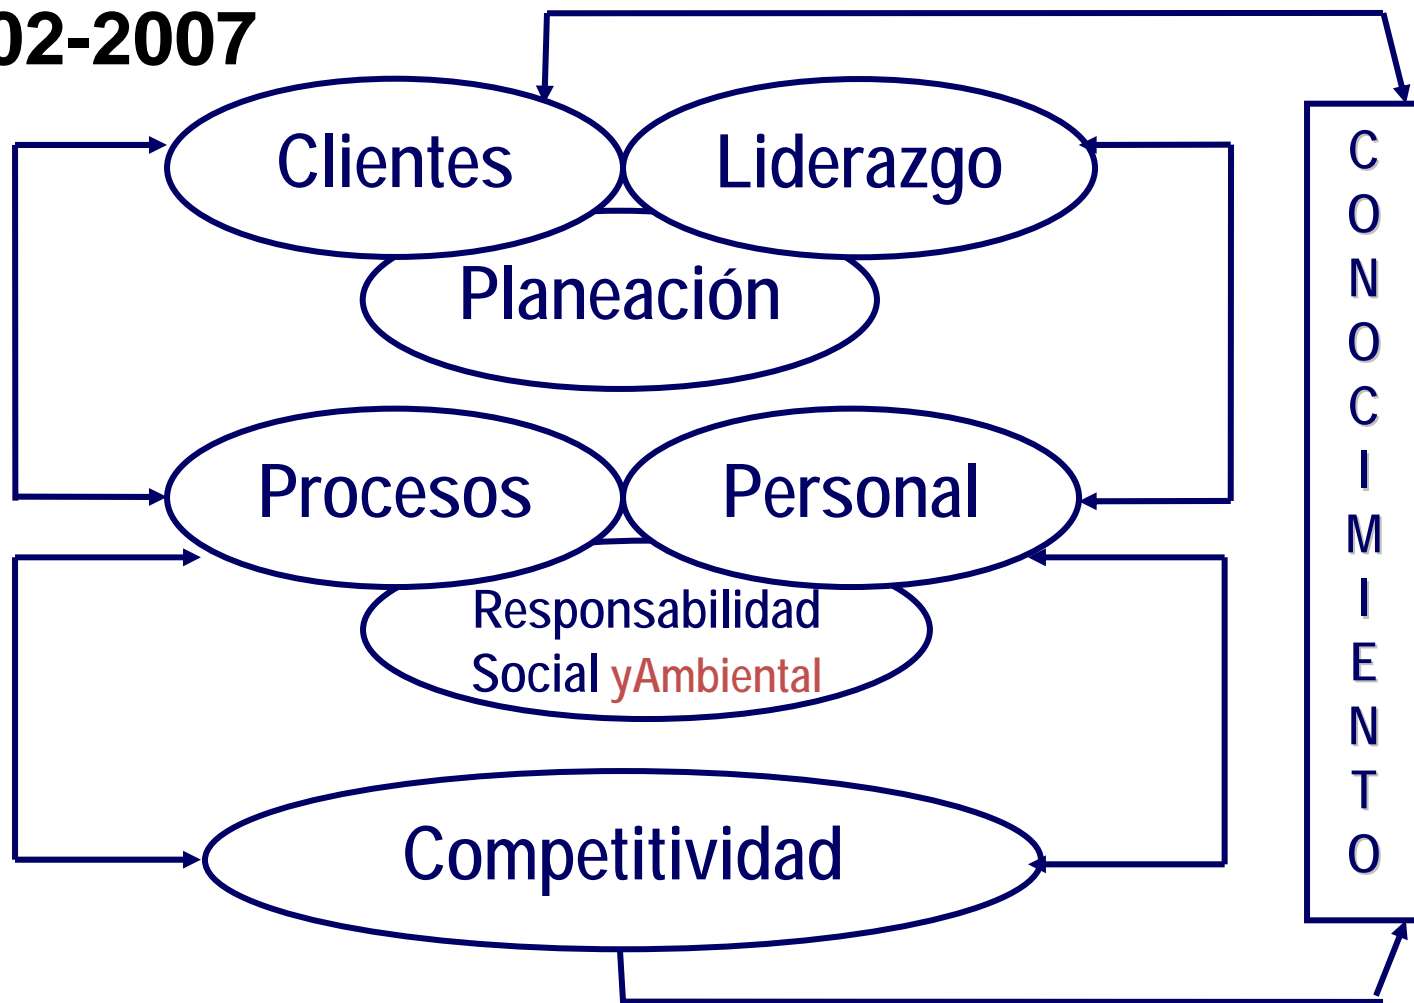 02-2007
Clientes
Liderazgo
Planeación
Procesos
Personal
Responsabilidad
Social yAmbiental
Competitividad
C
O
N
O
C
I
M
I
E
N
T
O